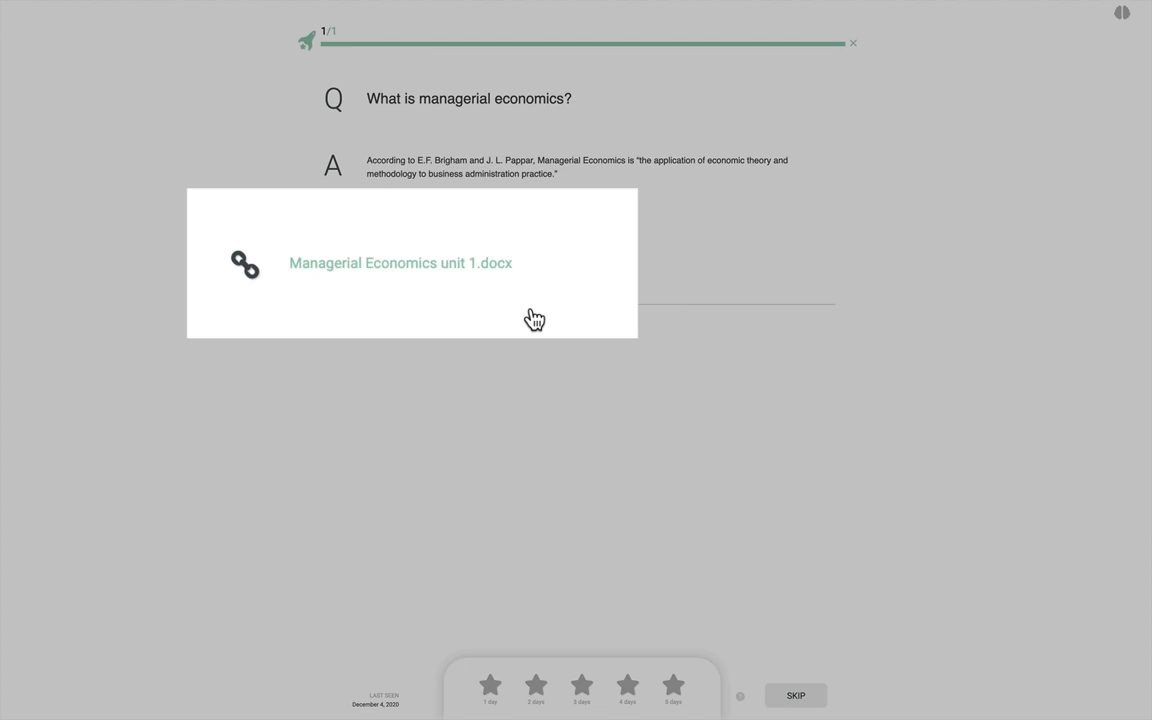 1/1
Q What is managerial economics?
A According to E.F. Brigham and J. L. Pappar, Managerial Economics is “the application of economic theory and
methodology to business administration practice.”
Managerial Economics unit 1.docx
LAST SEEN
December 4, 2020
1 day 2 days 3 days 4 days 5 days
SKIP